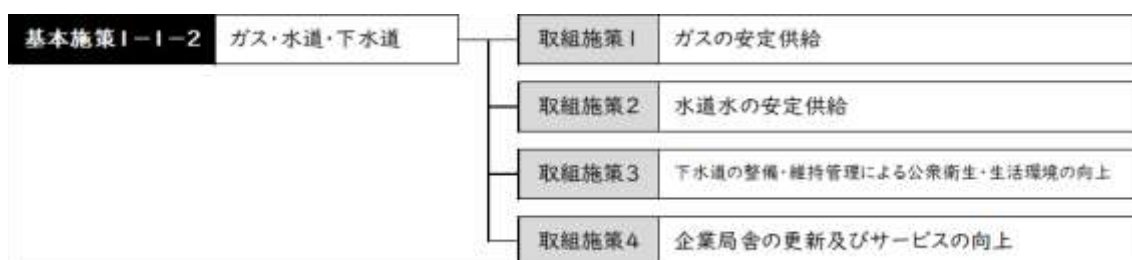 基本施策1-1-2 ガス・水道・下水道
取組施策1 ガスの安定供給
取組施策2 水道水の安定供給
取組施策3 下水道の整備・維持管理による公衆衛生・生活環境の向上
取組施策4 企業局舎の更新及びサービスの向上